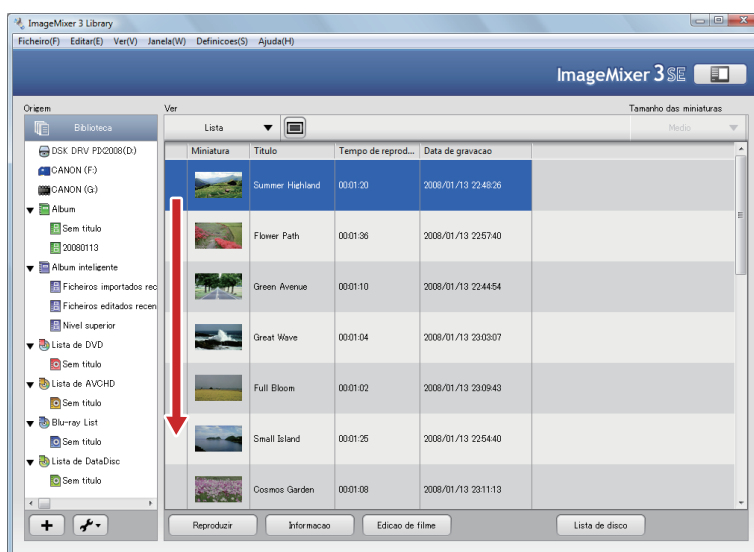 ImageMixer 3 Library
Ficheiro(F) Editar(E) Ver(V) Janela(W) Definicoes(S) Ajuda(H)
ImageMixer 3 SE
Origem Ver Tamanho das miniaturas
Biblioteca Lista Medio
Miniatura Titulo Tempo de reprod... Data de gravacao
DSK DRV PDX2008(D:)
CANON (F:)
CANON (G:)
Album
Sem titulo
20080113
Album inteligente
Ficheiros importados rec
Ficheiros editados recen
Nivel superior
Lista de DVD
Sem titulo
Lista de AVCHD
Sem titulo
Blu-ray List
Sem titulo
Lista de DataDisc
Sem titulo
Summer Highland 00:01:20 2008/01/13 22:48:26
Flower Path 00:01:36 2008/01/13 22:57:40
Green Avenue 00:01:10 2008/01/13 22:44:54
Great Wave 00:01:04 2008/01/13 23:03:07
Full Bloom 00:01:02 2008/01/13 23:09:43
Small Island 00:01:25 2008/01/13 22:54:40
Cosmos Garden 00:01:08 2008/01/13 23:11:13
Reproduzir Informacao Edicao de filme Lista de disco